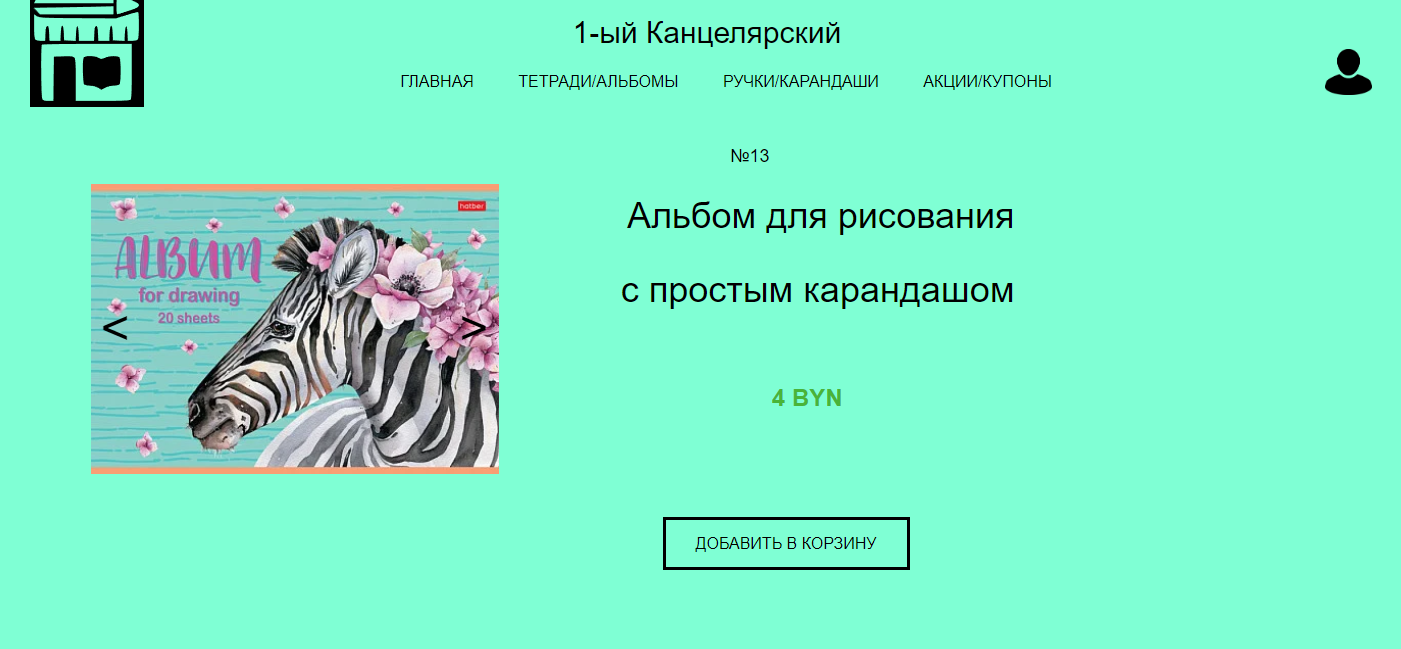 1-ый Канцелярский
ГЛАВНАЯ ТЕТРАДИ/АЛЬБОМЫ РУЧКИ/КАРАНДАШИ АКЦИИ/КУПОНЫ
№13
hatber
ALBUM
for drawing
20 sheets
< >
Альбом для рисования
с простым карандашом
4 BYN
ДОБАВИТЬ В КОРЗИНУ